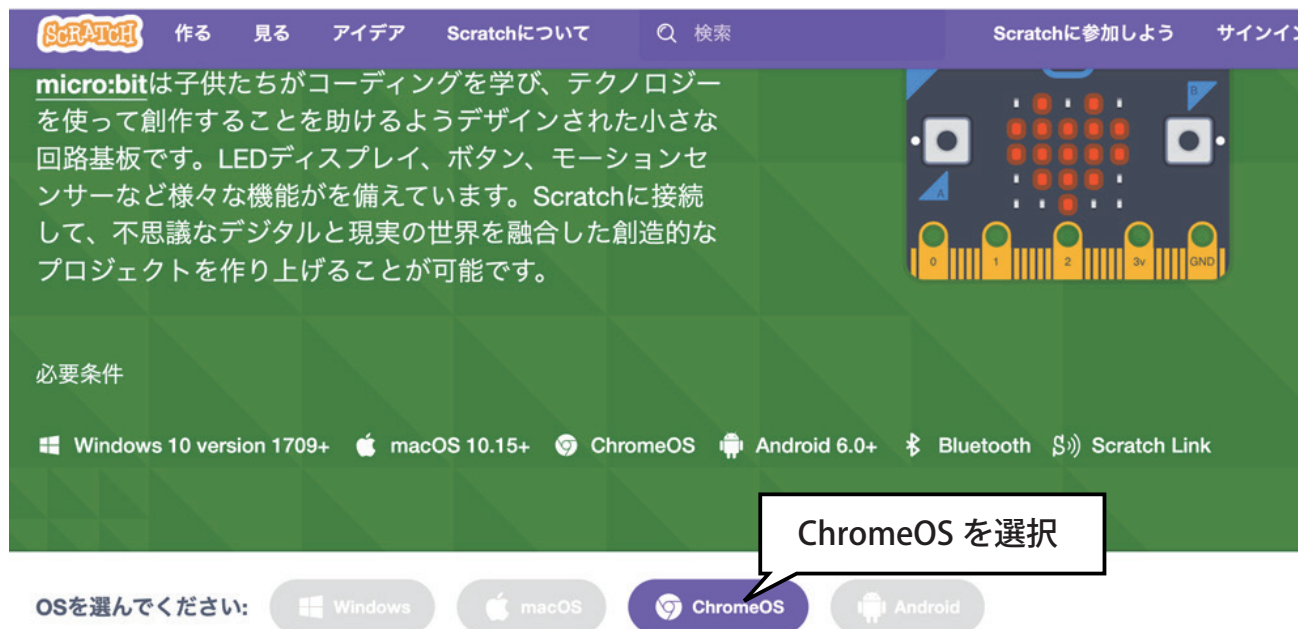 SCRATCH 作る 見る アイデア Scratchについて 検索 Scratchに参加しよう サインイン
micro:bitは子供たちがコーディングを学び、テクノロジー
を使って創作することを助けるようデザインされた小さな
回路基板です。LEDディスプレイ、ボタン、モーションセ
ンサーなど様々な機能がを備えています。Scratchに接続
して、不思議なデジタルと現実の世界を融合した創造的な
プロジェクトを作り上げることが可能です。
B
A
0 1 2 3v GND
必要条件
Windows 10 version 1709+ macOS 10.15+ ChromeOS Android 6.0+ Bluetooth Scratch Link
ChromeOS を選択
OSを選んでください: Windows macOS ChromeOS Android